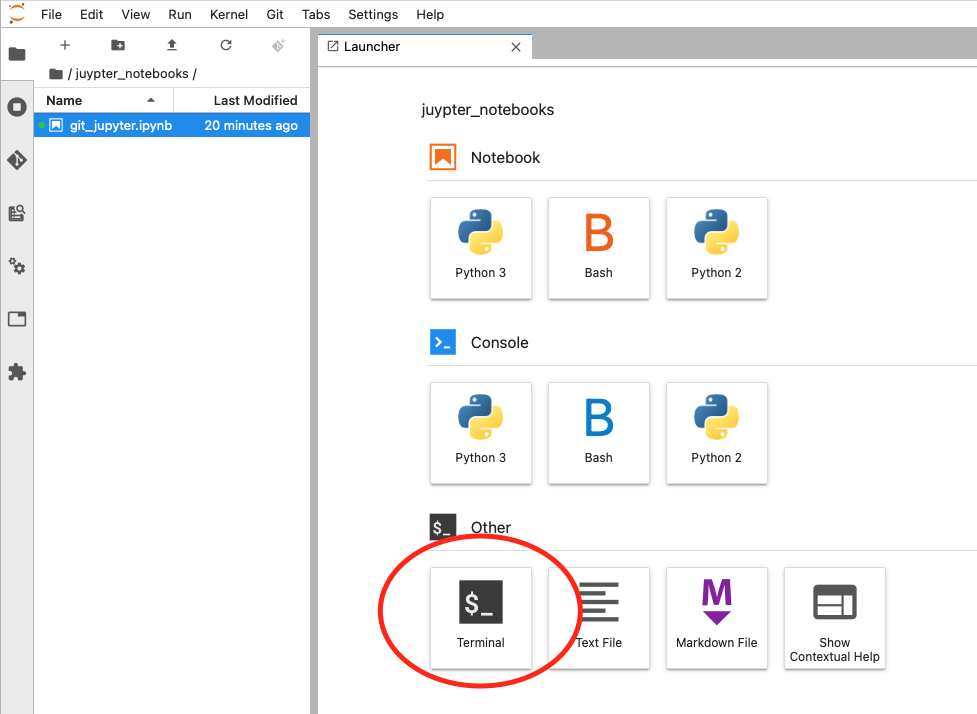 File Edit View Run Kernel Git Tabs Settings Help
/ juypter_notebooks /
Name Last Modified
git_jupyter.ipynb 20 minutes ago
Launcher
juypter_notebooks
Notebook
Python 3 Bash Python 2
Console
Python 3 Bash Python 2
$_ Other
$_
Terminal Text File Markdown File Show
Contextual Help